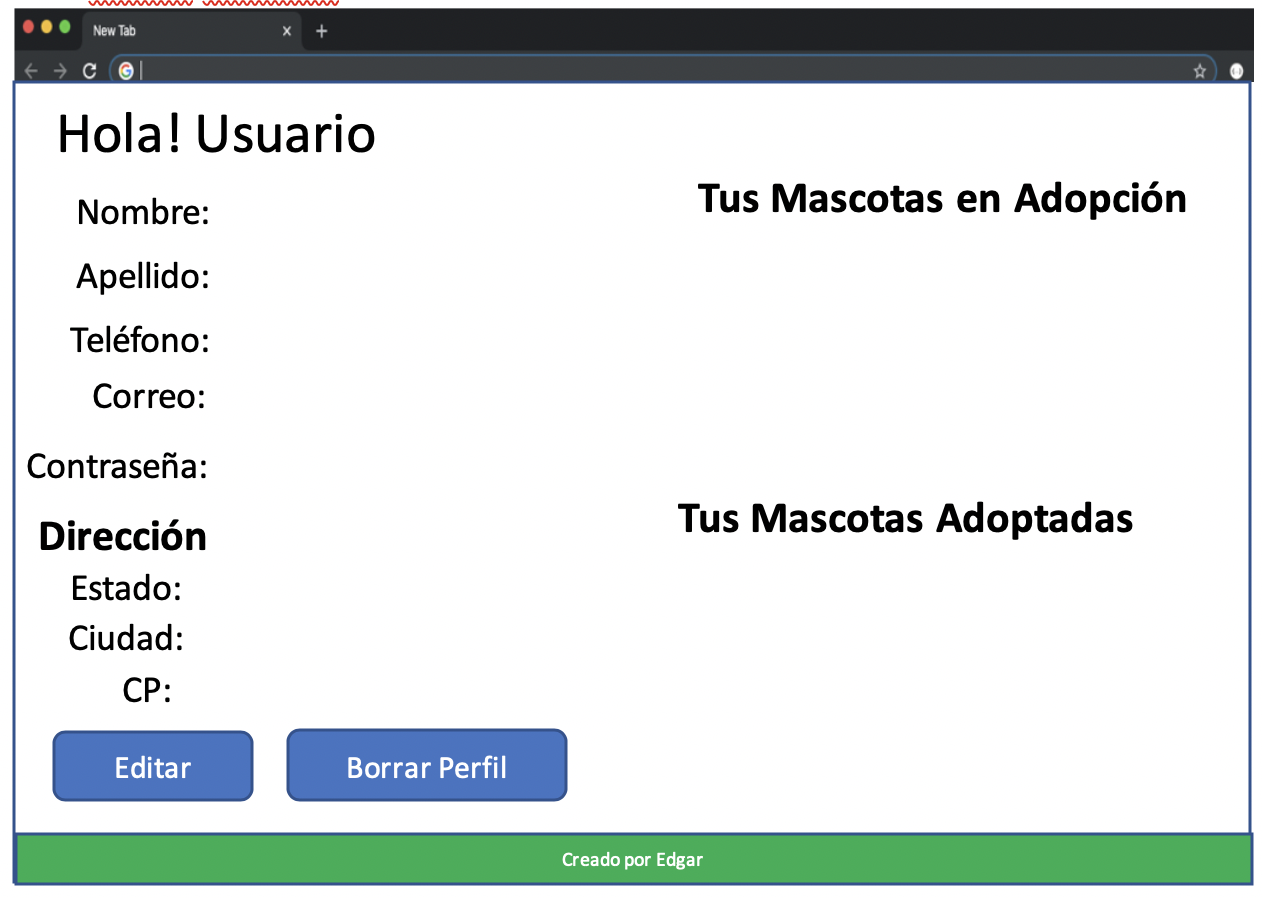 New Tab
Hola! Usuario
Nombre:
Apellido:
Teléfono:
Correo:
Contraseña:
Dirección
Estado:
Ciudad:
CP:
Editar
Borrar Perfil
Tus Mascotas en Adopción
Tus Mascotas Adoptadas
Creado por Edgar